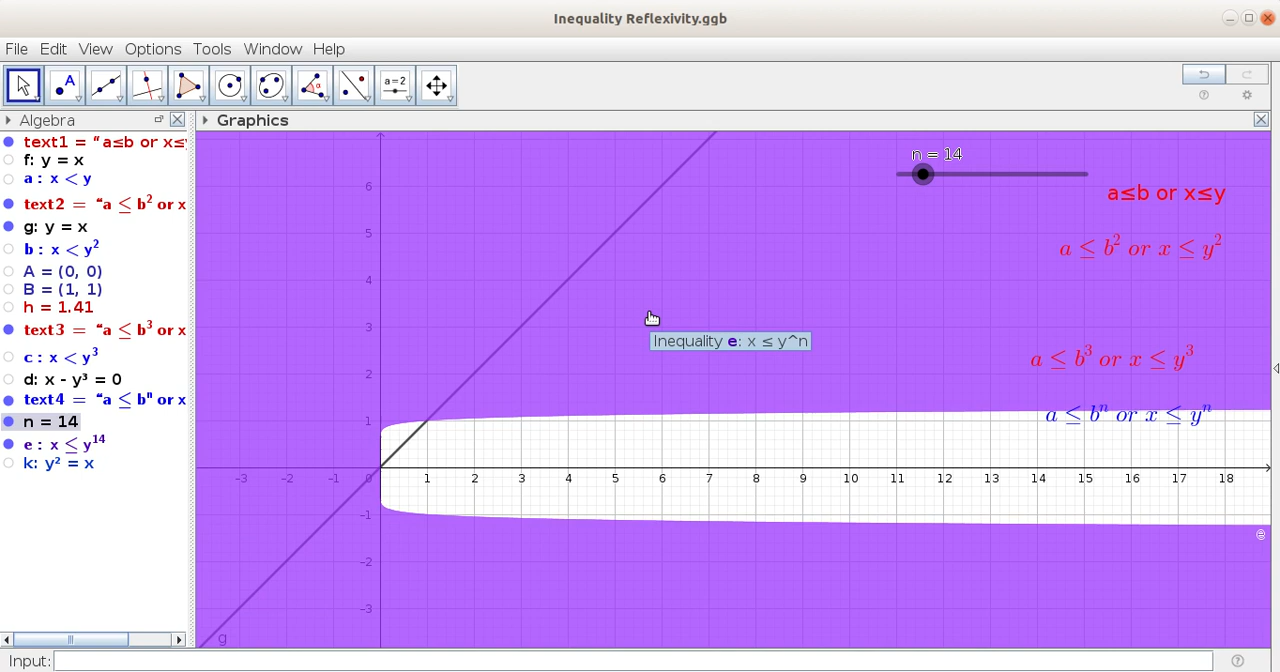 Inequality Reflexivity.ggb
File Edit View Options Tools Window Help
A
α
a=2
Algebra
Graphics
text1 = "a≤b or x≤y
f: y = x
a : x < y
text2 = "a ≤ b² or x
g: y = x
b : x < y²
A = (0, 0)
B = (1, 1)
h = 1.41
text3 = "a ≤ b³ or x
c : x < y³
d: x - y³ = 0
text4 = "a ≤ bⁿ or x
n = 14
e : x ≤ y¹⁴
k: y² = x
n = 14
a≤b or x≤y
a ≤ b² or x ≤ y²
Inequality e: x ≤ y^n
a ≤ b³ or x ≤ y³
a ≤ bⁿ or x ≤ yⁿ
6
5
4
3
2
1
-3 -2 -1 0 1 2 3 4 5 6 7 8 9 10 11 12 13 14 15 16 17 18
-1
-2
-3
e
g
Input: